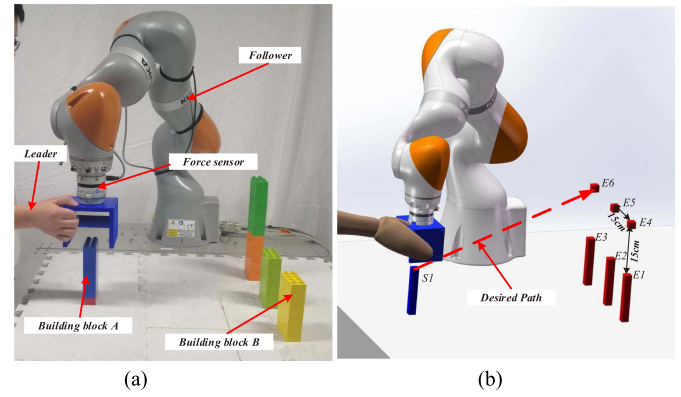 Follower
Leader
Force sensor
Building block A
Building block B
(a)
E6
E5
15cm
E4
E3
15cm
E2
E1
S1
Desired Path
(b)